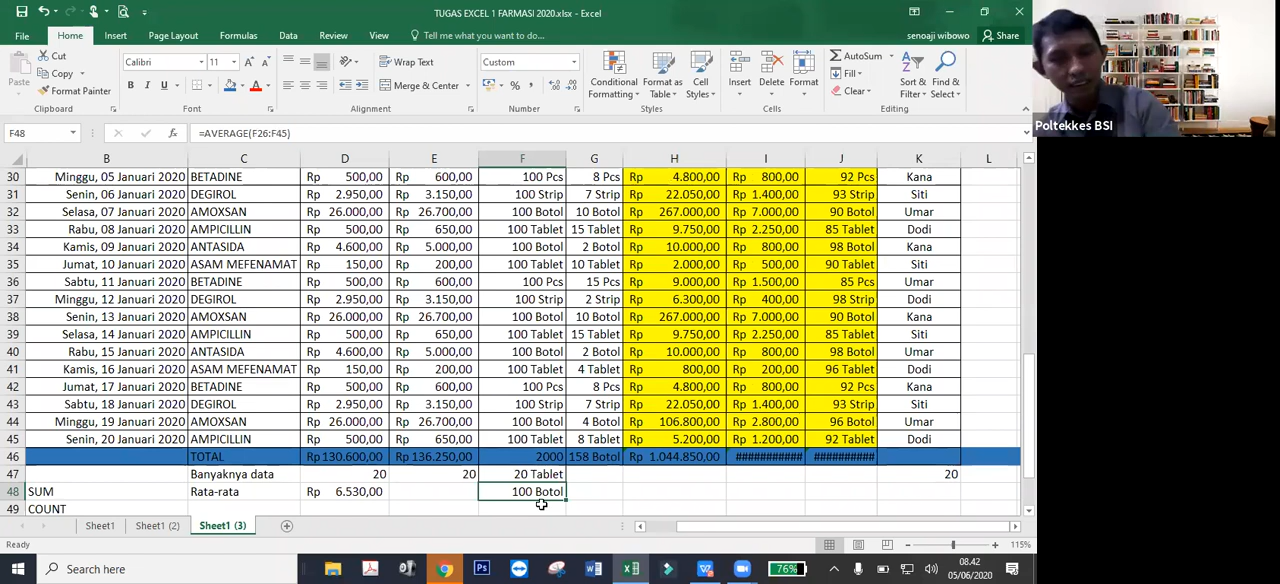 TUGAS EXCEL 1 FARMASI 2020.xlsx - Excel
File Home Insert Page Layout Formulas Data Review View Tell me what you want to do... senoaji wibowo Share
Paste Cut Copy Format Painter Clipboard
Calibri 11 B I U A Font
Wrap Text Merge & Center Alignment
Custom % Number
Conditional Formatting Format as Table Cell Styles Styles
Insert Delete Format Cells
AutoSum Fill Clear Sort & Filter Find & Select Editing
Poltekkes BSI
F48 fx =AVERAGE(F26:F45)
B C D E F G H I J K L
30 Minggu, 05 Januari 2020 BETADINE Rp 500,00 Rp 600,00 100 Pcs 8 Pcs Rp 4.800,00 Rp 800,00 92 Pcs Kana
31 Senin, 06 Januari 2020 DEGIROL Rp 2.950,00 Rp 3.150,00 100 Strip 7 Strip Rp 22.050,00 Rp 1.400,00 93 Strip Siti
32 Selasa, 07 Januari 2020 AMOXSAN Rp 26.000,00 Rp 26.700,00 100 Botol 10 Botol Rp 267.000,00 Rp 7.000,00 90 Botol Umar
33 Rabu, 08 Januari 2020 AMPICILLIN Rp 500,00 Rp 650,00 100 Tablet 15 Tablet Rp 9.750,00 Rp 2.250,00 85 Tablet Dodi
34 Kamis, 09 Januari 2020 ANTASIDA Rp 4.600,00 Rp 5.000,00 100 Botol 2 Botol Rp 10.000,00 Rp 800,00 98 Botol Kana
35 Jumat, 10 Januari 2020 ASAM MEFENAMAT Rp 150,00 Rp 200,00 100 Tablet 10 Tablet Rp 2.000,00 Rp 500,00 90 Tablet Siti
36 Sabtu, 11 Januari 2020 BETADINE Rp 500,00 Rp 600,00 100 Pcs 15 Pcs Rp 9.000,00 Rp 1.500,00 85 Pcs Umar
37 Minggu, 12 Januari 2020 DEGIROL Rp 2.950,00 Rp 3.150,00 100 Strip 2 Strip Rp 6.300,00 Rp 400,00 98 Strip Dodi
38 Senin, 13 Januari 2020 AMOXSAN Rp 26.000,00 Rp 26.700,00 100 Botol 10 Botol Rp 267.000,00 Rp 7.000,00 90 Botol Kana
39 Selasa, 14 Januari 2020 AMPICILLIN Rp 500,00 Rp 650,00 100 Tablet 15 Tablet Rp 9.750,00 Rp 2.250,00 85 Tablet Siti
40 Rabu, 15 Januari 2020 ANTASIDA Rp 4.600,00 Rp 5.000,00 100 Botol 2 Botol Rp 10.000,00 Rp 800,00 98 Botol Umar
41 Kamis, 16 Januari 2020 ASAM MEFENAMAT Rp 150,00 Rp 200,00 100 Tablet 4 Tablet Rp 800,00 Rp 200,00 96 Tablet Dodi
42 Jumat, 17 Januari 2020 BETADINE Rp 500,00 Rp 600,00 100 Pcs 8 Pcs Rp 4.800,00 Rp 800,00 92 Pcs Kana
43 Sabtu, 18 Januari 2020 DEGIROL Rp 2.950,00 Rp 3.150,00 100 Strip 7 Strip Rp 22.050,00 Rp 1.400,00 93 Strip Siti
44 Minggu, 19 Januari 2020 AMOXSAN Rp 26.000,00 Rp 26.700,00 100 Botol 4 Botol Rp 106.800,00 Rp 2.800,00 96 Botol Umar
45 Senin, 20 Januari 2020 AMPICILLIN Rp 500,00 Rp 650,00 100 Tablet 8 Tablet Rp 5.200,00 Rp 1.200,00 92 Tablet Dodi
46 TOTAL Rp 130.600,00 Rp 136.250,00 2000 158 Botol Rp 1.044.850,00 ########### ##########
47 Banyaknya data 20 20 20 Tablet 20
48 SUM Rata-rata Rp 6.530,00 100 Botol
49 COUNT
Sheet1 Sheet1 (2) Sheet1 (3)
Ready 115%
Search here 76% 08.42
05/06/2020